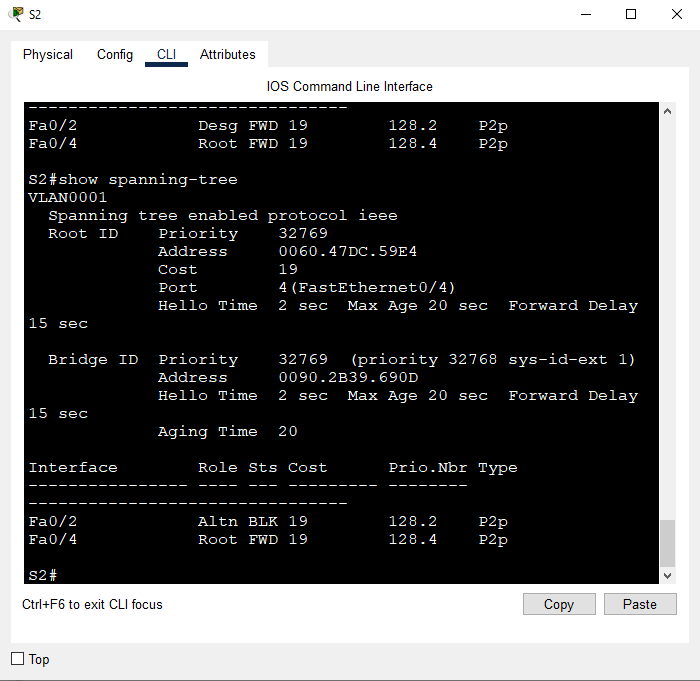 S2
Physical Config CLI Attributes
IOS Command Line Interface
--------------------------------
Fa0/2            Desg FWD 19        128.2    P2p
Fa0/4            Root FWD 19        128.4    P2p
S2#show spanning-tree
VLAN0001
  Spanning tree enabled protocol ieee
  Root ID    Priority    32769
             Address     0060.47DC.59E4
             Cost        19
             Port        4(FastEthernet0/4)
             Hello Time  2 sec  Max Age 20 sec  Forward Delay
15 sec
  Bridge ID  Priority    32769  (priority 32768 sys-id-ext 1)
             Address     0090.2B39.690D
             Hello Time  2 sec  Max Age 20 sec  Forward Delay
15 sec
             Aging Time  20
Interface        Role Sts Cost      Prio.Nbr Type
---------------- ---- --- --------- --------
--------------------------------
Fa0/2            Altn BLK 19        128.2    P2p
Fa0/4            Root FWD 19        128.4    P2p
S2#
Ctrl+F6 to exit CLI focus Copy Paste
Top